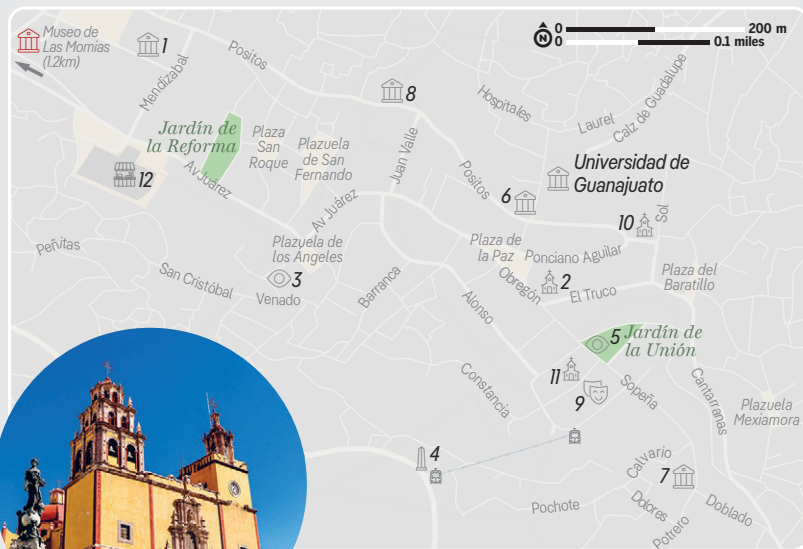 Museo de
Las Momias
(1.2km)
1
Mendizabal
Positos
N
0
200 m
0
0.1 miles
8
Hospitales
Laurel
Calz de Guadalupe
Jardín de
la Reforma
Plaza
San
Roque
Plazuela
de San
Fernando
Juan Valle
12
Av Juárez
Av Juárez
Positos
Universidad de
Guanajuato
6
10
Sol
Peñitas
Plazuela de
los Angeles
3
San Cristóbal
Venado
Barranca
Plaza de
la Paz
Ponciano Aguilar
Obregón
2
El Truco
Plaza del
Baratillo
Alonso
5
Jardín de
la Unión
Constancia
11
9
Sopeña
Cantarranas
Plazuela
Mexiamora
4
Calvario
7
Pochote
Dolores
Potrero
Doblado